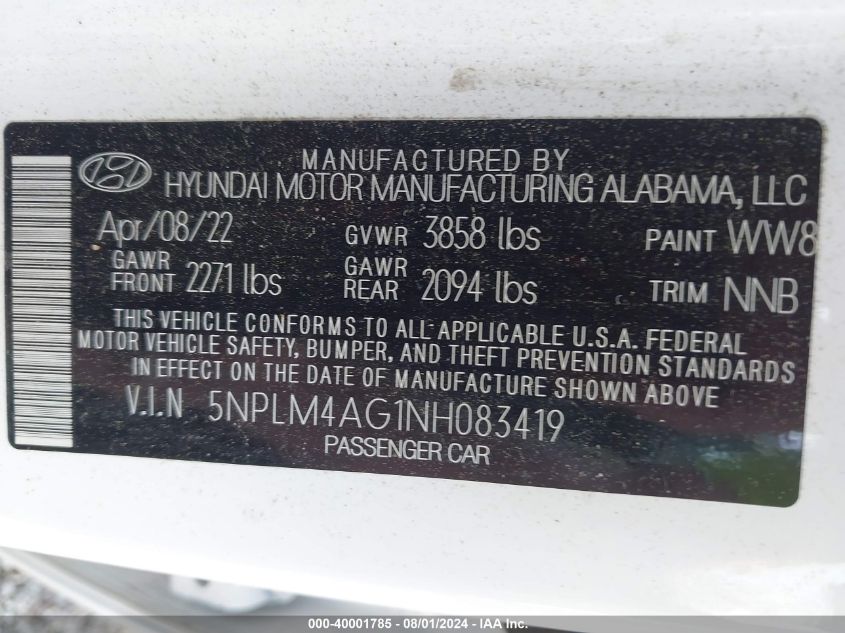 MANUFACTURED BY
HYUNDAI MOTOR MANUFACTURING ALABAMA, LLC
Apr/08/22 GVWR 3858 lbs PAINT WW8
GAWR FRONT 2271 lbs GAWR REAR 2094 lbs TRIM NNB
THIS VEHICLE CONFORMS TO ALL APPLICABLE U.S.A. FEDERAL
MOTOR VEHICLE SAFETY, BUMPER, AND THEFT PREVENTION STANDARDS
IN EFFECT ON THE DATE OF MANUFACTURE SHOWN ABOVE.
V.I.N 5NPLM4AG1NH083419
PASSENGER CAR
000-40001785 - 08/01/2024 - IAA Inc.